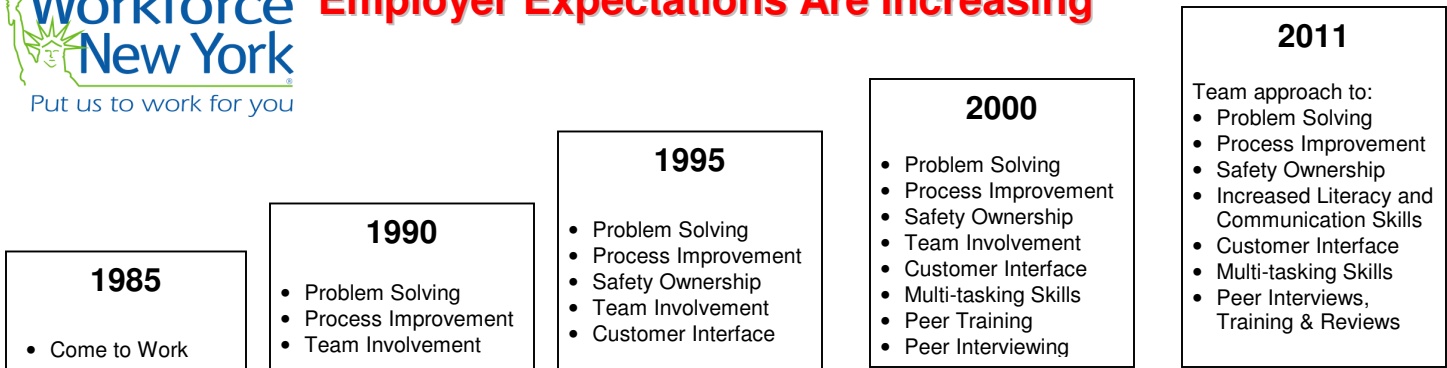 Workforce
New York
®
Put us to work for you
Employer Expectations Are Increasing
1985
• Come to Work
1990
• Problem Solving
• Process Improvement
• Team Involvement
1995
• Problem Solving
• Process Improvement
• Safety Ownership
• Team Involvement
• Customer Interface
2000
• Problem Solving
• Process Improvement
• Safety Ownership
• Team Involvement
• Customer Interface
• Multi-tasking Skills
• Peer Training
• Peer Interviewing
2011
Team approach to:
• Problem Solving
• Process Improvement
• Safety Ownership
• Increased Literacy and
Communication Skills
• Customer Interface
• Multi-tasking Skills
• Peer Interviews,
Training & Reviews